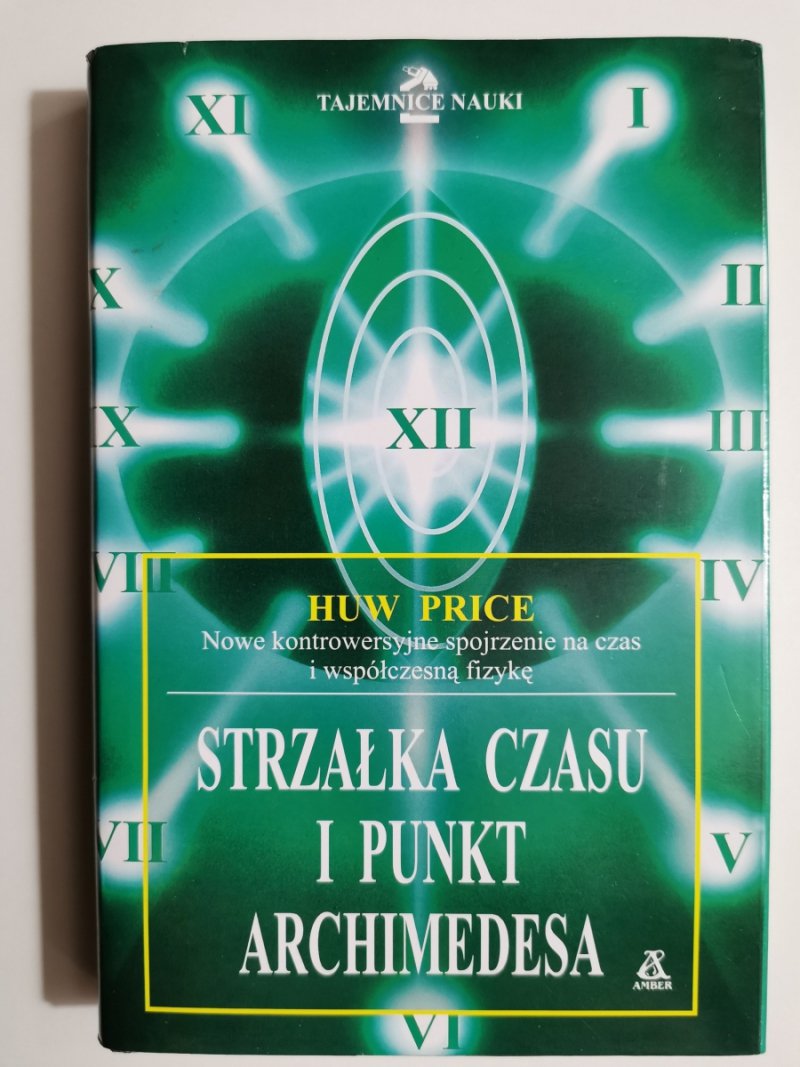 TAJEMNICE NAUKI
XI
I
X
II
IX
XII
III
VIII
IV
HUW PRICE
Nowe kontrowersyjne spojrzenie na czas
i współczesną fizykę
STRZAŁKA CZASU
I PUNKT
ARCHIMEDESA
VII
V
AMBER
VI